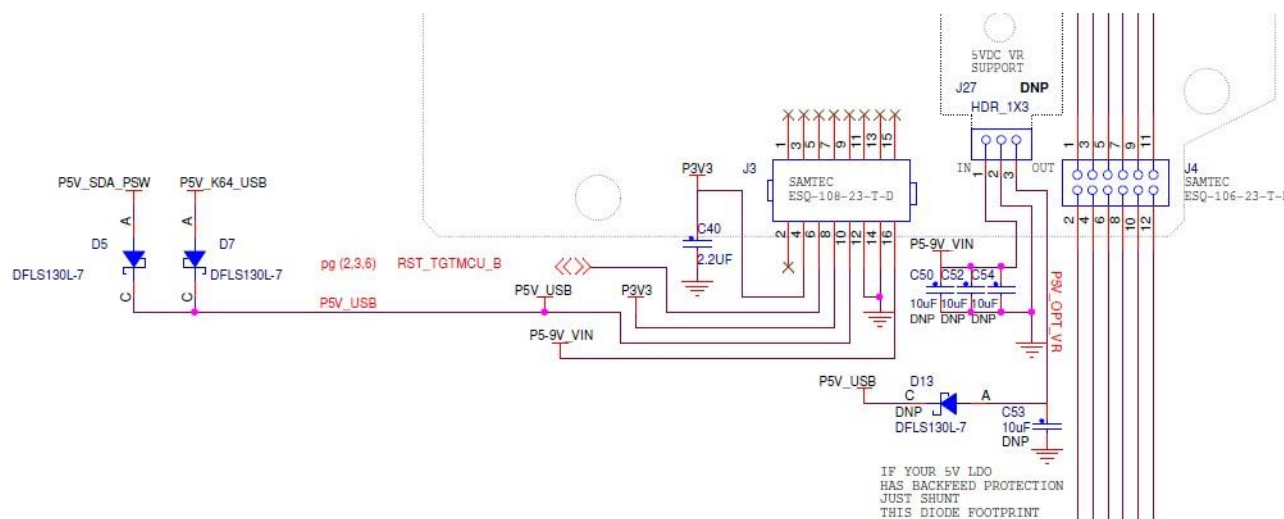 5VDC VR
SUPPORT
J27 DNP
HDR_1X3
1 3 5 7 9 11 13 15
1 3 5 7 9 11
J3
SAMTEC
ESQ-108-23-T-D
IN OUT
1 2 3
J4
SAMTEC
ESQ-106-23-T-
P5V_SDA_PSW P5V_K64_USB
P3V3
2 4 6 8 10 12 14 16
2 4 6 8 10 12
A A
D5 D7
DFLS130L-7 DFLS130L-7
C C
C40
2.2UF
P5-9V_VIN
C50 C52 C54
10uF 10uF 10uF
DNP DNP DNP
P5V_OPT_VR
pg (2,3,6) RST_TGTMCU_B
P5V_USB
P5V_USB P3V3
P5-9V_VIN
P5V_USB D13
C A
DNP
DFLS130L-7
C53
10uF
DNP
IF YOUR 5V LDO
HAS BACKFEED PROTECTION
JUST SHUNT
THIS DIODE FOOTPRINT